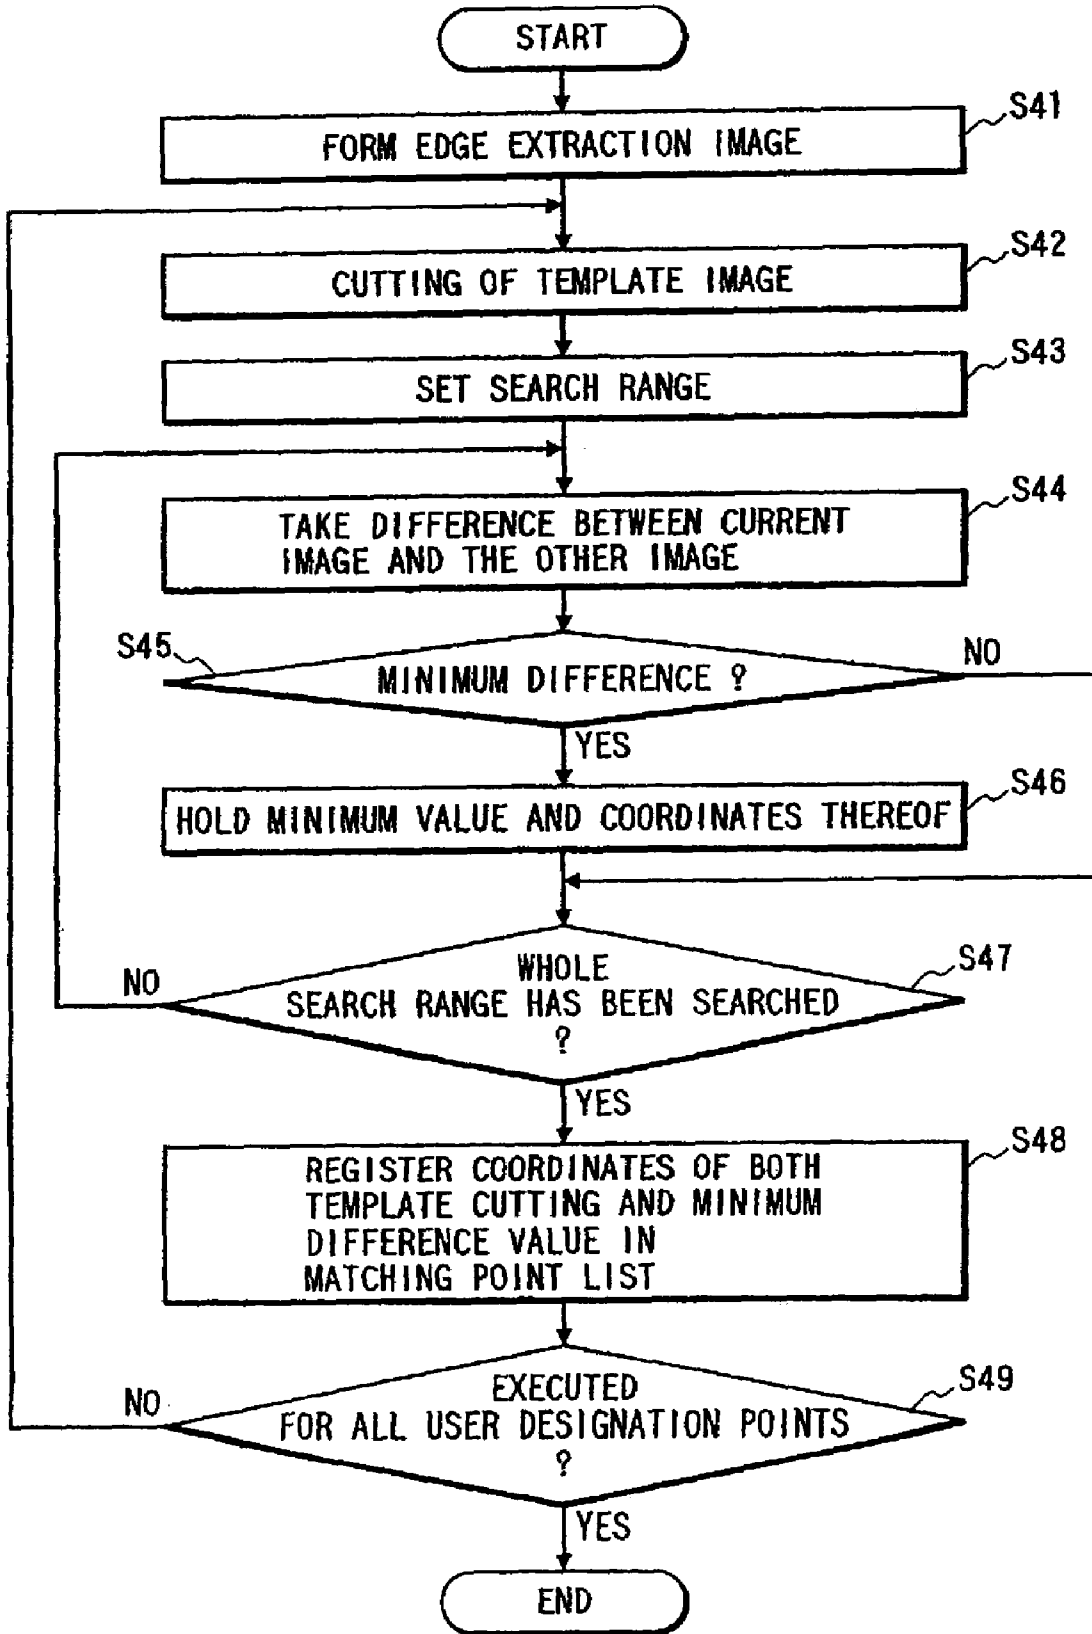 START
S41
FORM EDGE EXTRACTION IMAGE
S42
CUTTING OF TEMPLATE IMAGE
S43
SET SEARCH RANGE
S44
TAKE DIFFERENCE BETWEEN CURRENT
IMAGE AND THE OTHER IMAGE
S45
NO
MINIMUM DIFFERENCE ?
YES
S46
HOLD MINIMUM VALUE AND COORDINATES THEREOF
NO
S47
WHOLE
SEARCH RANGE HAS BEEN SEARCHED
?
YES
S48
REGISTER COORDINATES OF BOTH
TEMPLATE CUTTING AND MINIMUM
DIFFERENCE VALUE IN
MATCHING POINT LIST
NO
S49
EXECUTED
FOR ALL USER DESIGNATION POINTS
?
YES
END